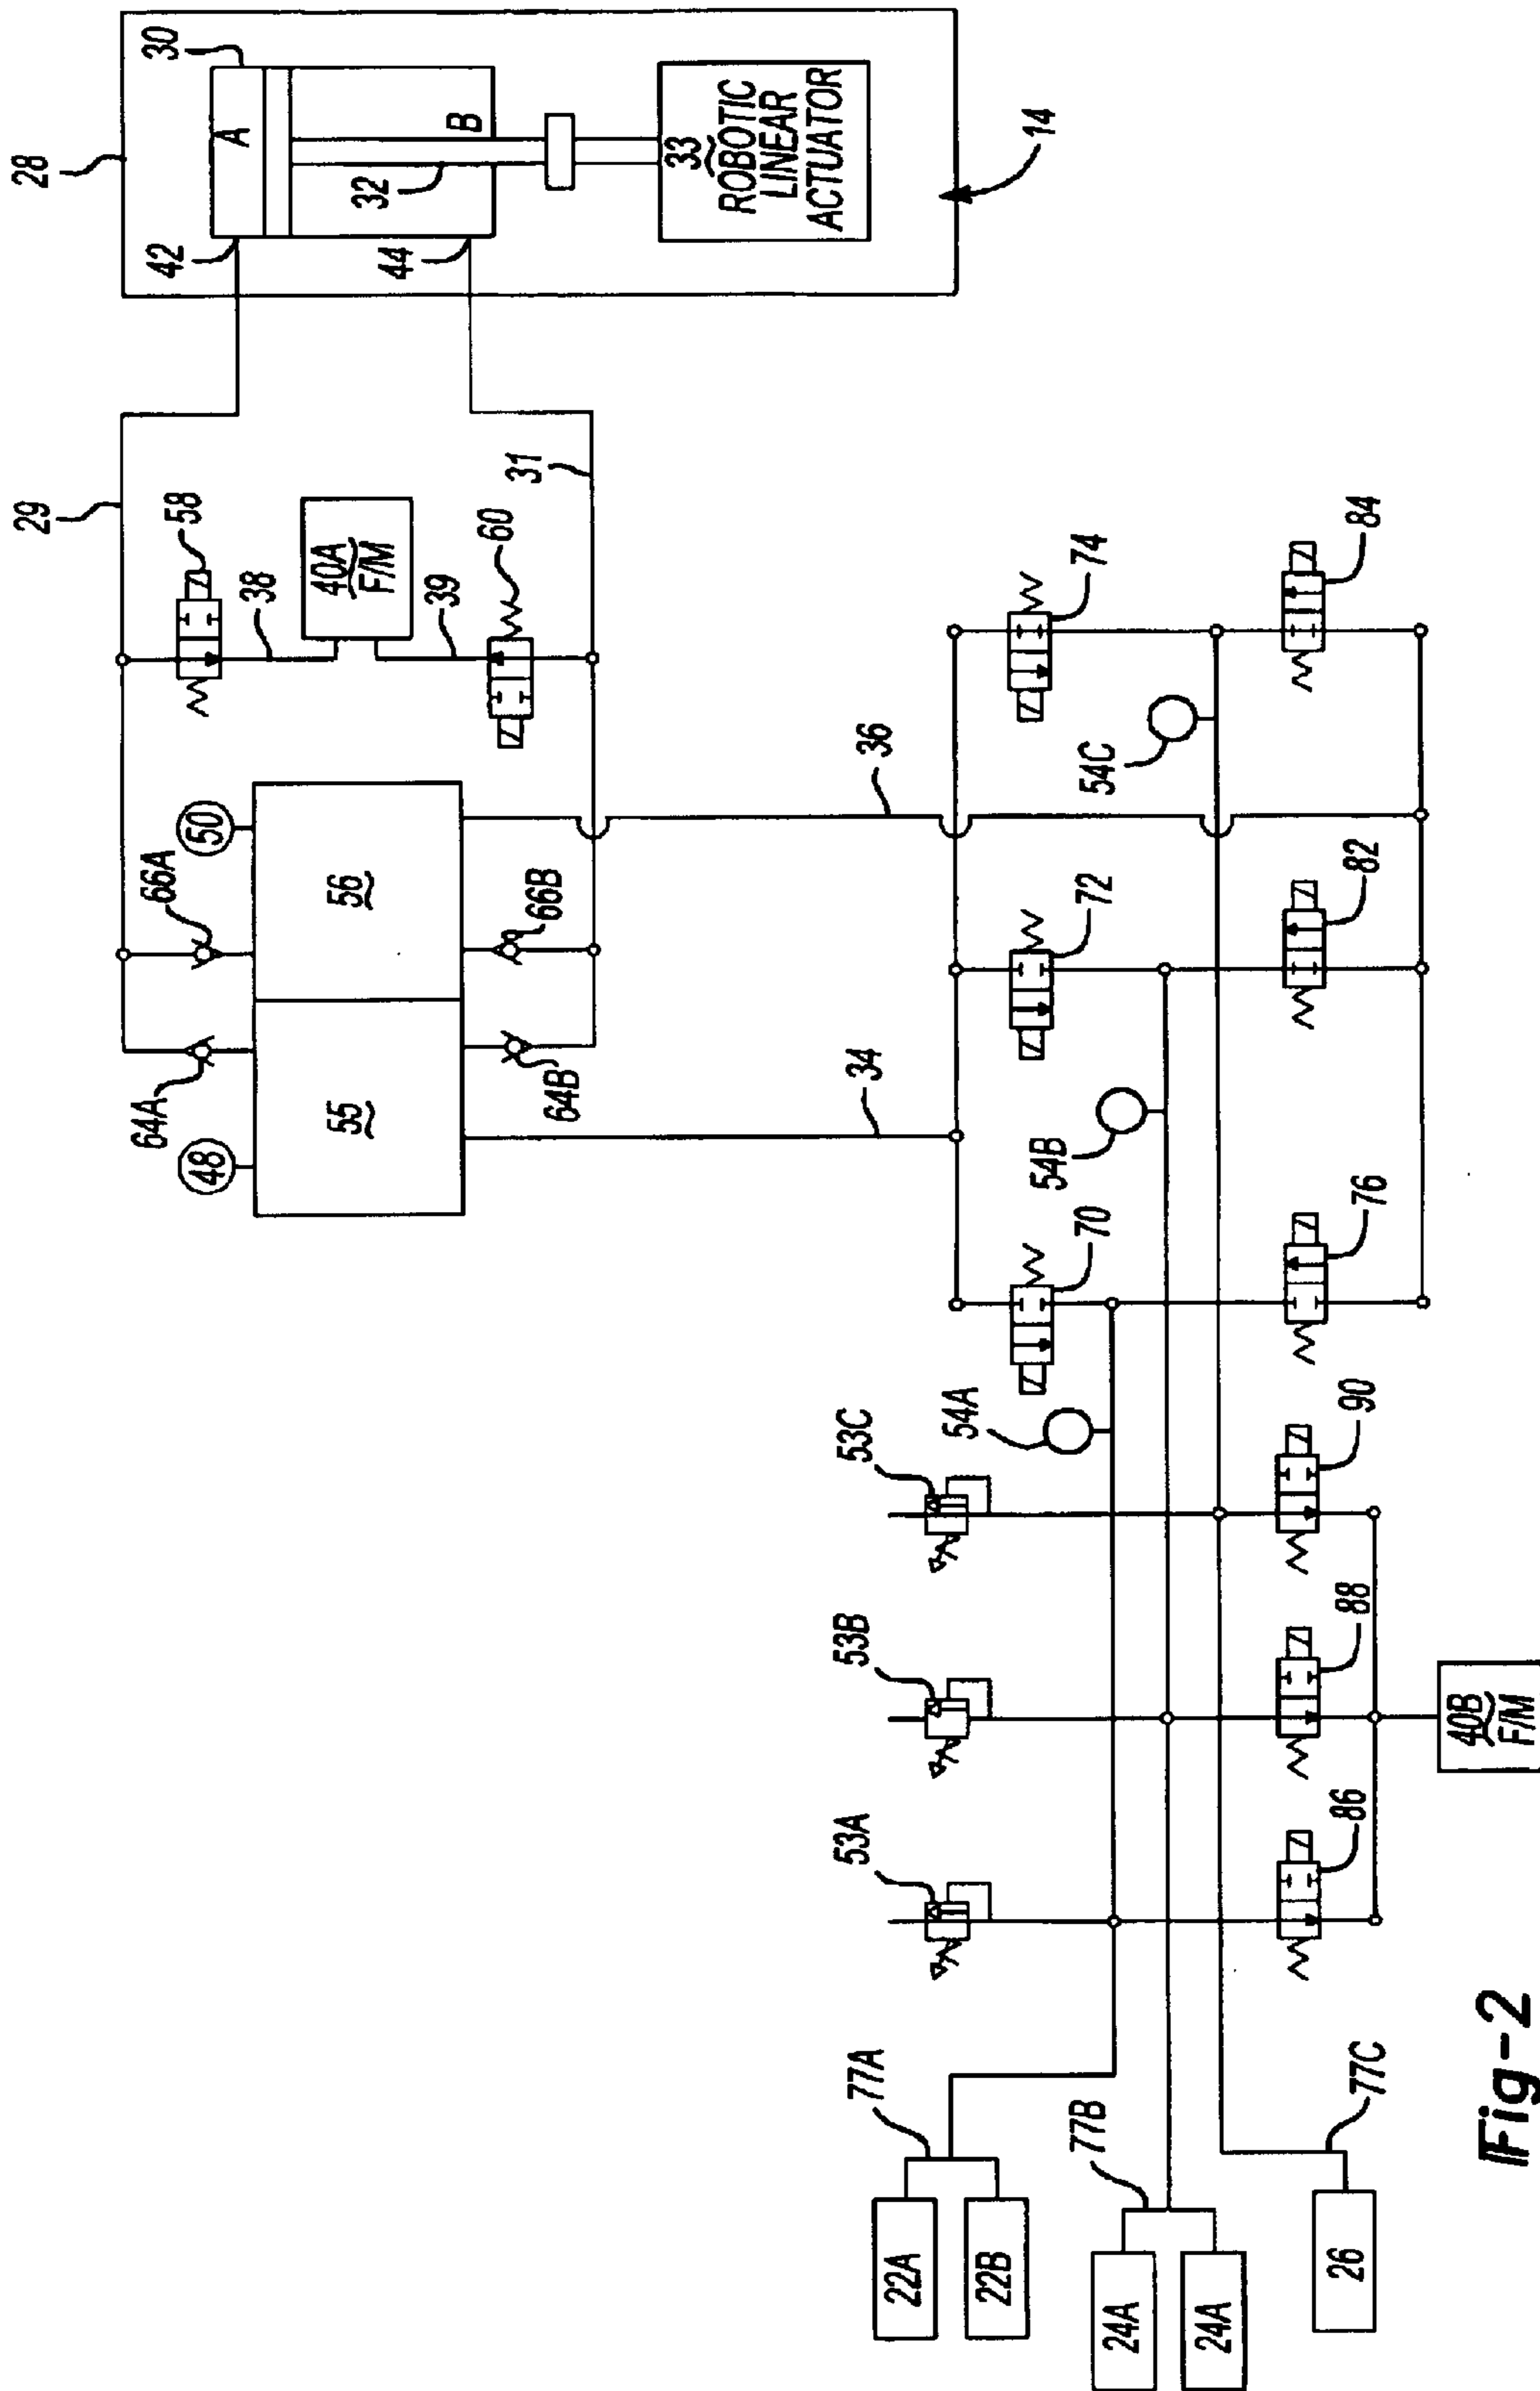 28
30
A
42
B
32
44
33
ROBOTIC
LINEAR
ACTUATOR
14
29
58
38
40A
F/M
39
60
31
50
66A
56
66B
64A
48
55
64B
36
34
74
54C
84
72
82
54B
70
76
54A
53C
90
53B
88
53A
86
40B
F/M
77A
22A
22B
77B
24A
24A
77C
26
Fig-2